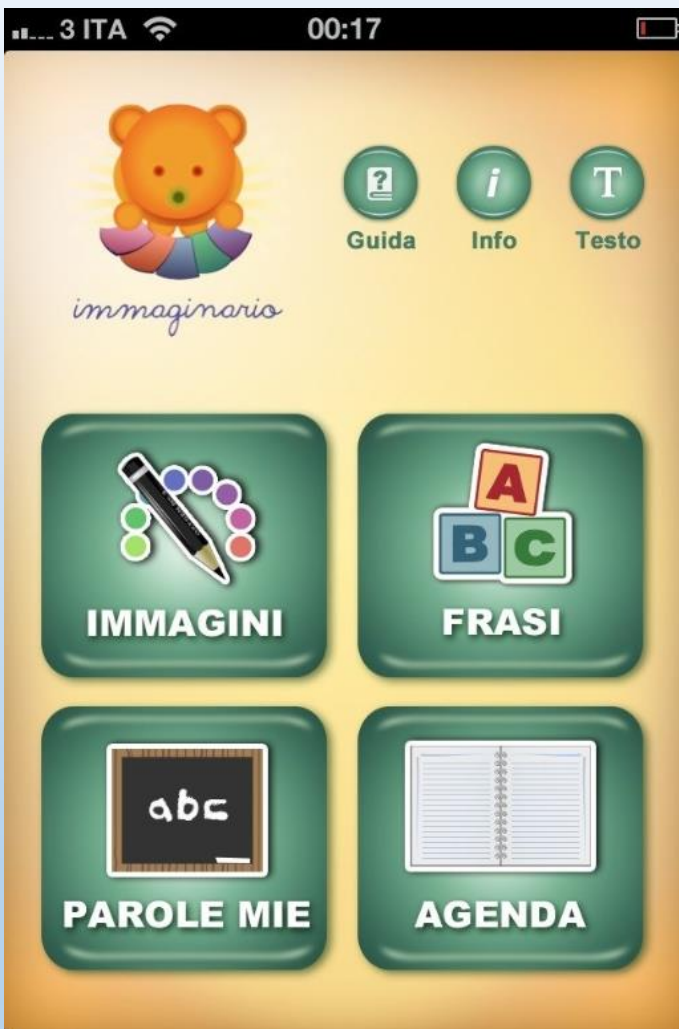 3 ITA 00:17
immaginario
Guida Info Testo
IMMAGINI
FRASI
abc
PAROLE MIE
AGENDA
A
B C
?
i
T